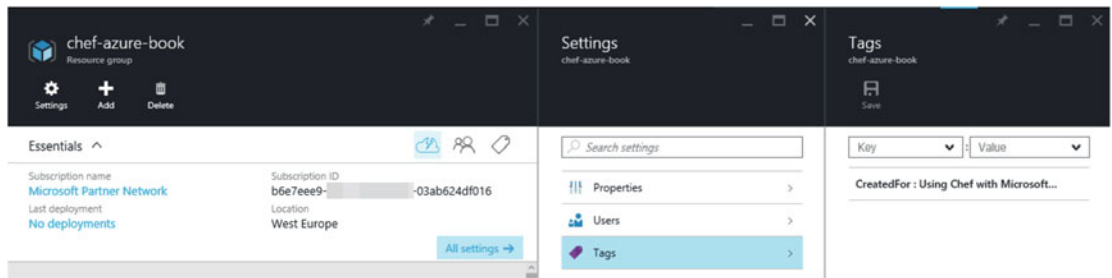 chef-azure-book
Resource group
Settings
Add
Delete
Essentials
Subscription name
Microsoft Partner Network
Last deployment
No deployments
Subscription ID
b6e7eee9- -03ab624df016
Location
West Europe
All settings →
Settings
chef-azure-book
Search settings
Properties
Users
Tags
Tags
chef-azure-book
Save
Key : Value
CreatedFor : Using Chef with Microsoft...